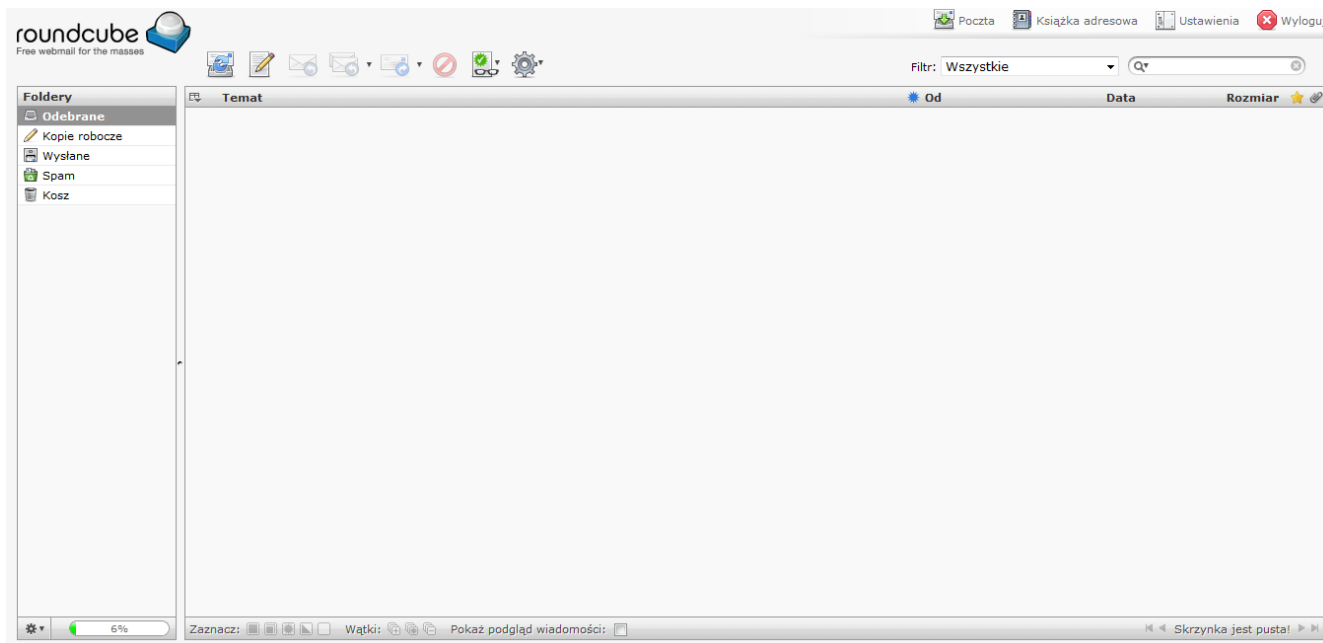 roundcube
Free webmail for the masses
Poczta Książka adresowa Ustawienia Wylogu
Filtr: Wszystkie
Foldery
Temat Od Data Rozmiar
Odebrane
Kopie robocze
Wysłane
Spam
Kosz
6% Zaznacz: Wątki: Pokaż podgląd wiadomości: Skrzynka jest pusta!